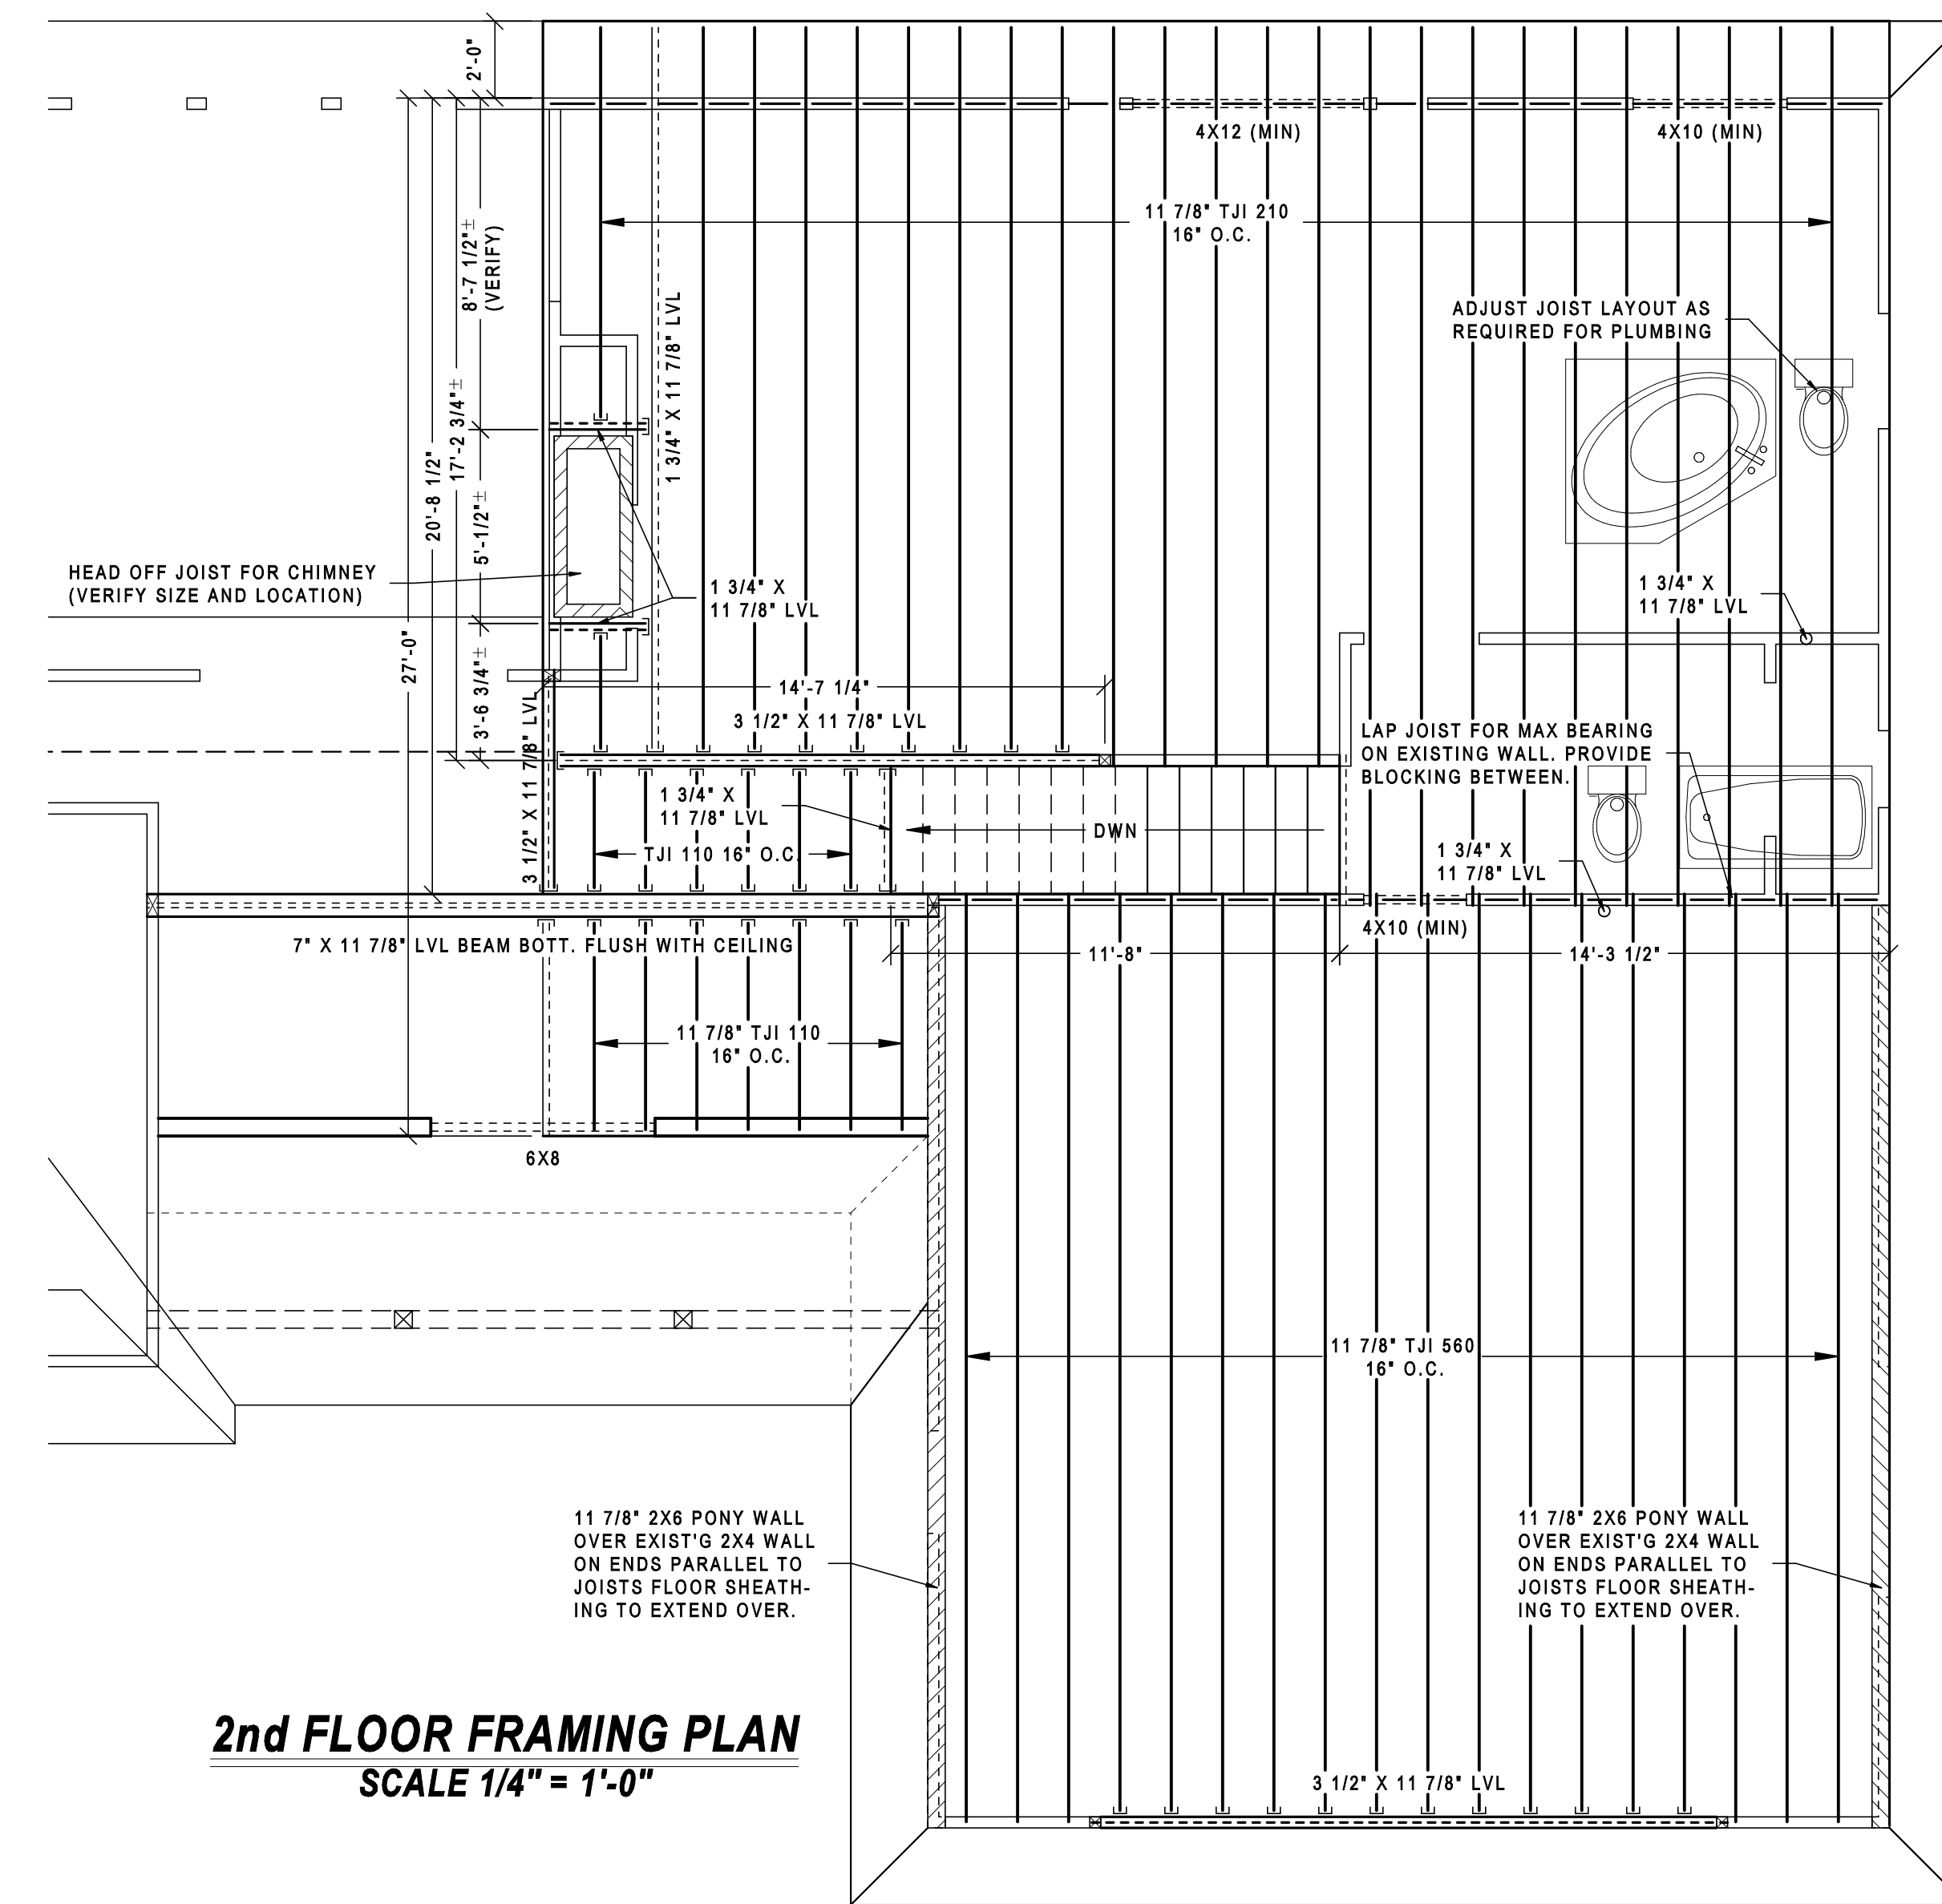 2'-0"
4X12 (MIN)
4X10 (MIN)
11 7/8" TJI 210
16" O.C.
8'-7 1/2"±
(VERIFY)
1 3/4" X 11 7/8" LVL
ADJUST JOIST LAYOUT AS
REQUIRED FOR PLUMBING
17'-2 3/4"±
20'-8 1/2"
5'-1/2"±
27'-0"
3'-6 3/4"±
HEAD OFF JOIST FOR CHIMNEY
(VERIFY SIZE AND LOCATION)
1 3/4" X
11 7/8" LVL
1 3/4" X
11 7/8" LVL
14'-7 1/4"
3 1/2" X 11 7/8" LVL
3 1/2" X 11 7/8" LVL
LAP JOIST FOR MAX BEARING
ON EXISTING WALL. PROVIDE
BLOCKING BETWEEN.
1 3/4" X
11 7/8" LVL
DWN
TJI 110 16" O.C.
1 3/4" X
11 7/8" LVL
4X10 (MIN)
7" X 11 7/8" LVL BEAM BOTT. FLUSH WITH CEILING
11'-8"
14'-3 1/2"
11 7/8" TJI 110
16" O.C.
6X8
11 7/8" TJI 560
16" O.C.
11 7/8" 2X6 PONY WALL
OVER EXIST'G 2X4 WALL
ON ENDS PARALLEL TO
JOISTS FLOOR SHEATH-
ING TO EXTEND OVER.
11 7/8" 2X6 PONY WALL
OVER EXIST'G 2X4 WALL
ON ENDS PARALLEL TO
JOISTS FLOOR SHEATH-
ING TO EXTEND OVER.
3 1/2" X 11 7/8" LVL
2nd FLOOR FRAMING PLAN
SCALE 1/4" = 1'-0"